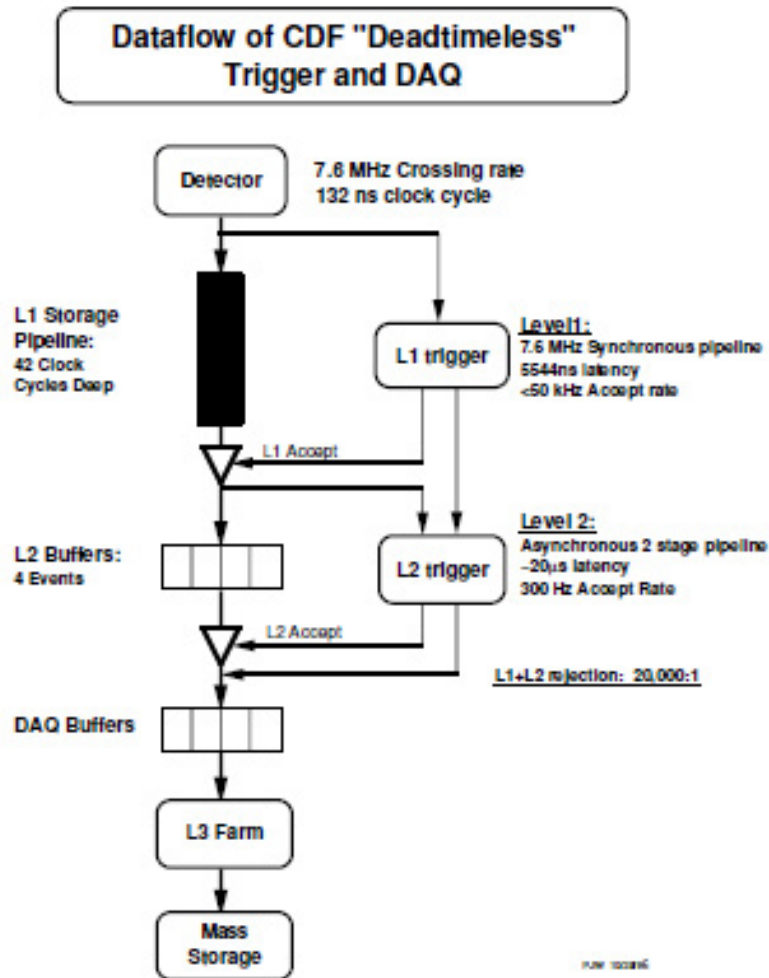 Dataflow of CDF "Deadtimeless"
Trigger and DAQ
Detector
7.6 MHz Crossing rate
132 ns clock cycle
L1 Storage
Pipeline:
42 Clock
Cycles Deep
L1 trigger
Level1:
7.6 MHz Synchronous pipeline
5544ns latency
<50 kHz Accept rate
L1 Accept
L2 Buffers:
4 Events
L2 trigger
Level 2:
Asynchronous 2 stage pipeline
~20µs latency
300 Hz Accept Rate
L2 Accept
L1+L2 rejection: 20,000:1
DAQ Buffers
L3 Farm
Mass
Storage